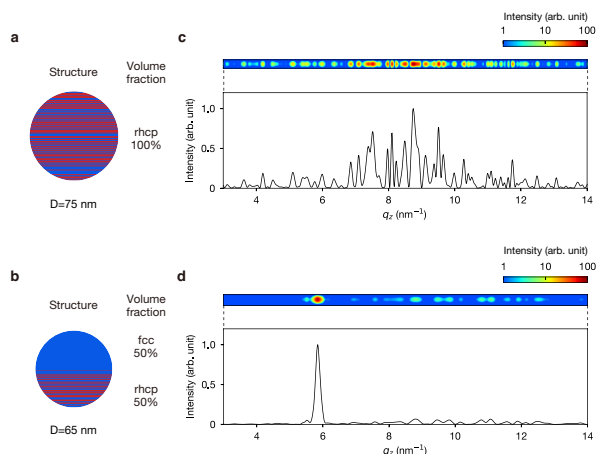 a
Structure
Volume
fraction
rhcp
100%
D=75 nm
c
Intensity (arb. unit)
1
10
100
Intensity (arb. unit)
1.0
0.5
0
4
6
8
10
12
14
qz (nm−1)
b
Structure
Volume
fraction
fcc
50%
rhcp
50%
D=65 nm
d
Intensity (arb. unit)
1
10
100
Intensity (arb. unit)
1.0
0.5
0
4
6
8
10
12
14
qz (nm−1)